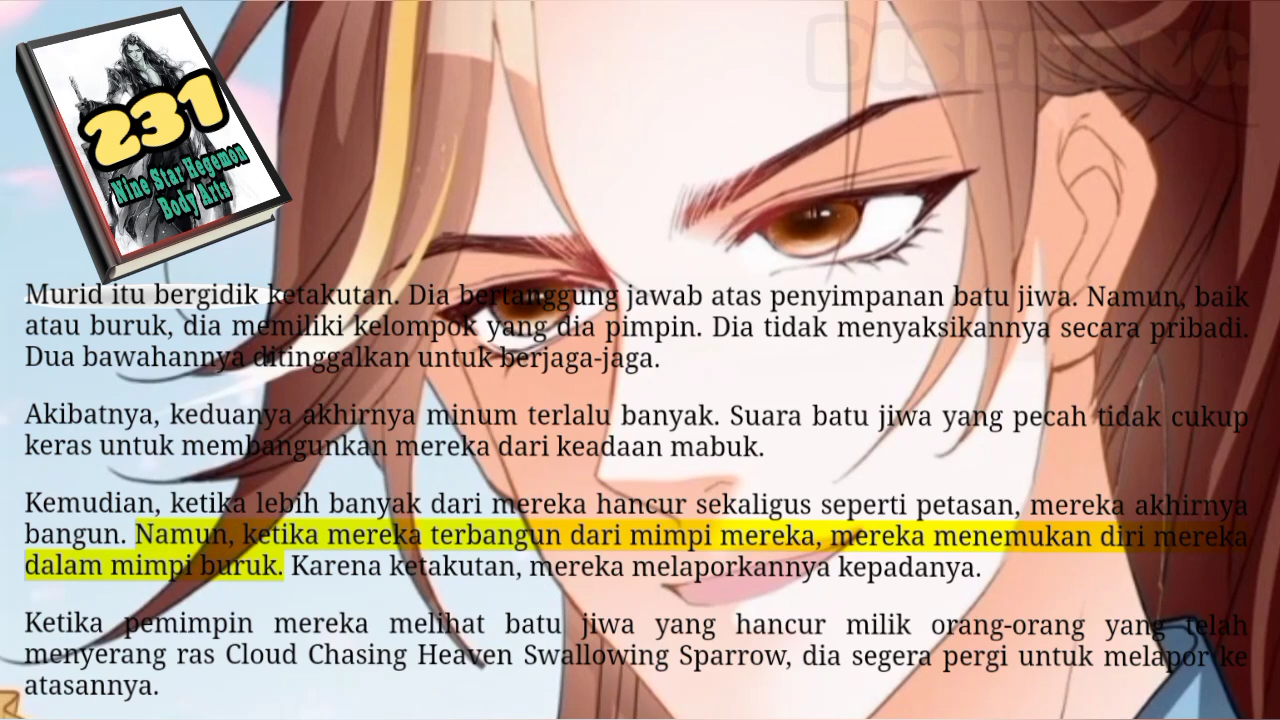 DISERANG
231
Nine Star Hegemon
Body Arts
Murid itu bergidik ketakutan. Dia bertanggung jawab atas penyimpanan batu jiwa. Namun, baik
atau buruk, dia memiliki kelompok yang dia pimpin. Dia tidak menyaksikannya secara pribadi.
Dua bawahannya ditinggalkan untuk berjaga-jaga.
Akibatnya, keduanya akhirnya minum terlalu banyak. Suara batu jiwa yang pecah tidak cukup
keras untuk membangunkan mereka dari keadaan mabuk.
Kemudian, ketika lebih banyak dari mereka hancur sekaligus seperti petasan, mereka akhirnya
bangun. Namun, ketika mereka terbangun dari mimpi mereka, mereka menemukan diri mereka
dalam mimpi buruk. Karena ketakutan, mereka melaporkannya kepadanya.
Ketika pemimpin mereka melihat batu jiwa yang hancur milik orang-orang yang telah
menyerang ras Cloud Chasing Heaven Swallowing Sparrow, dia segera pergi untuk melapor ke
atasannya.